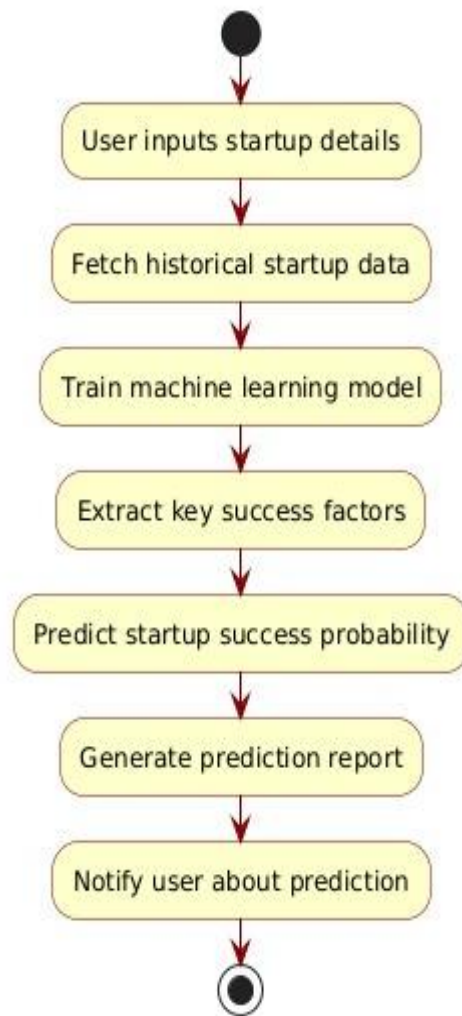 User inputs startup details
Fetch historical startup data
Train machine learning model
Extract key success factors
Predict startup success probability
Generate prediction report
Notify user about prediction